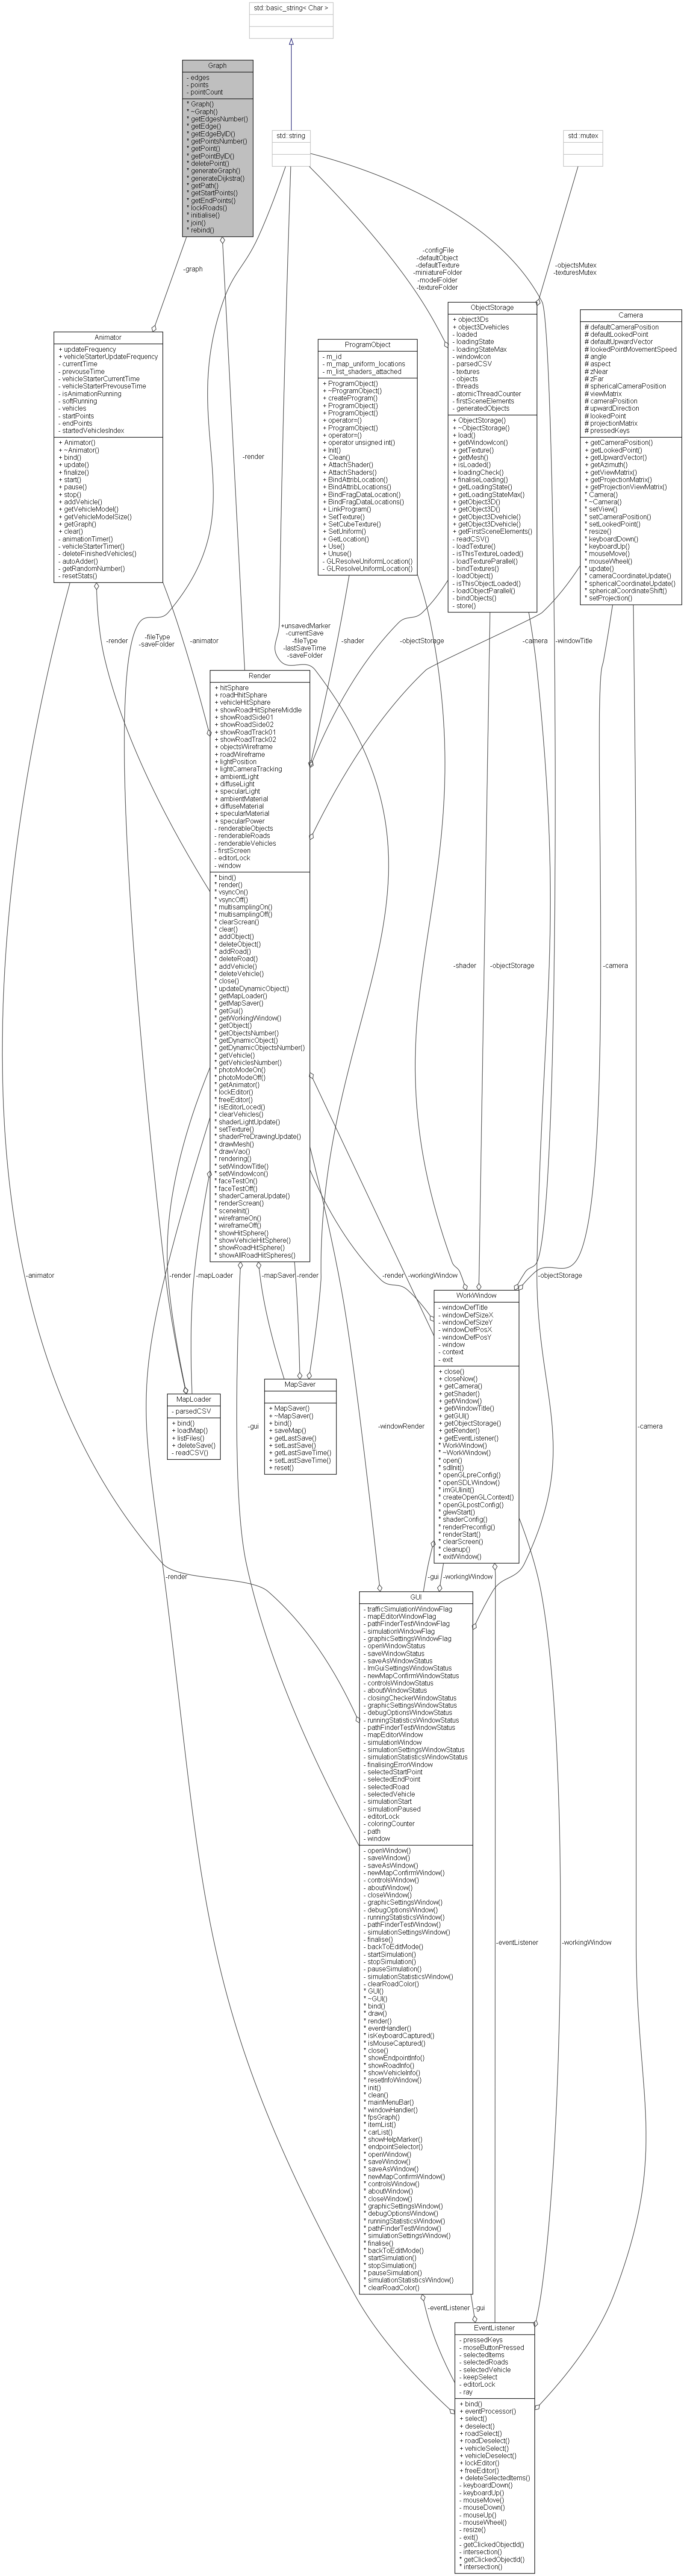 std::basic_string< Char >
Graph
- edges
- points
- pointCount
* Graph()
* ~Graph()
* getEdgesNumber()
* getEdge()
* getEdgeByID()
* getPointsNumber()
* getPoint()
* getPointByID()
* deletePoint()
* generateGraph()
* generateDijkstra()
* getPath()
* getStartPoints()
* getEndPoints()
* lockRoads()
* initialise()
* join()
* rebind()
std::string
std::mutex
-graph
-configFile
-defaultObject
-defaultTexture
-miniatureFolder
-modelFolder
-textureFolder
-objectsMutex
-texturesMutex
Animator
+ updateFrequency
+ vehicleStarterUpdateFrequency
- currentTime
- prevouseTime
- vehicleStarterCurrentTime
- vehicleStarterPrevouseTime
- isAnimationRunning
- softRunning
- vehicles
- startPoints
- endPoints
- startedVehiclesIndex
+ Animator()
+ ~Animator()
+ bind()
+ update()
+ finalize()
+ start()
+ pause()
+ stop()
+ addVehicle()
+ getVehicleModel()
+ getVehicleModelSize()
+ getGraph()
+ clear()
- animationTimer()
- vehicleStarterTimer()
- deleteFinishedVehicles()
- autoAdder()
- getRandomNumber()
- resetStats()
-render
ProgramObject
- m_id
- m_map_uniform_locations
- m_list_shaders_attached
+ ProgramObject()
+ ~ProgramObject()
+ createProgram()
+ ProgramObject()
+ ProgramObject()
+ operator=()
+ ProgramObject()
+ operator=()
+ operator unsigned int()
+ Init()
+ Clean()
+ AttachShader()
+ AttachShaders()
+ BindAttribLocation()
+ BindAttribLocations()
+ BindFragDataLocation()
+ BindFragDataLocations()
+ LinkProgram()
+ SetTexture()
+ SetCubeTexture()
+ SetUniform()
+ GetLocation()
+ Use()
+ Unuse()
- GLResolveUniformLocation()
- GLResolveUniformLocation()
ObjectStorage
+ object3Ds
+ object3Dvehicles
- loaded
- loadingState
- loadingStateMax
- windowIcon
- parsedCSV
- textures
- objects
- threads
- atomicThreadCounter
- firstSceneElements
- generatedObjects
+ ObjectStorage()
+ ~ObjectStorage()
+ load()
+ getWindowIcon()
+ getTexture()
+ getMesh()
+ isLoaded()
+ loadingCheck()
+ finaliseLoading()
+ getLoadingState()
+ getLoadingStateMax()
+ getObject3D()
+ getObject3D()
+ getObject3Dvehicle()
+ getObject3Dvehicle()
+ getFirstSceneElements()
- readCSV()
- loadTexture()
- isThisTextureLoaded()
- loadTextureParallel()
- bindTextures()
- loadObject()
- isThisObjectLoaded()
- loadObjectParallel()
- bindObjects()
- store()
Camera
# defaultCameraPosition
# defaultLookedPoint
# defaultUpwardVector
# lookedPointMovementSpeed
# angle
# aspect
# zNear
# zFar
# sphericalCameraPosition
# viewMatrix
# cameraPosition
# upwardDirection
# lookedPoint
# projectionMatrix
# pressedKeys
+ getCameraPosition()
+ getLookedPoint()
+ getUpwardVector()
+ getAzimuth()
+ getViewMatrix()
+ getProjectionMatrix()
+ getProjectionViewMatrix()
* Camera()
* ~Camera()
* setView()
* setCameraPosition()
* setLookedPoint()
* resize()
* keyboardDown()
* keyboardUp()
* mouseMove()
* mouseWheel()
* update()
* cameraCoordinateUpdate()
* sphericalCoordinateUpdate()
* sphericalCoordinateShift()
* setProjection()
-render
-fileType
-saveFolder
-animator
+unsavedMarker
-currentSave
-fileType
-lastSaveTime
-saveFolder
-shader
-objectStorage
-camera
-windowTitle
Render
+ hitSphare
+ roadHhitSphare
+ vehicleHitSphare
+ showRoadHitSphereMiddle
+ showRoadSide01
+ showRoadSide02
+ showRoadTrack01
+ showRoadTrack02
+ objectsWireframe
+ roadWireframe
+ lightPosition
+ lightCameraTracking
+ ambientLight
+ diffuseLight
+ specularLight
+ ambientMaterial
+ diffuseMaterial
+ specularMaterial
+ specularPower
- renderableObjects
- renderableRoads
- renderableVehicles
- firstScreen
- editorLock
- window
* bind()
* render()
* vsyncOn()
* vsyncOff()
* multisamplingOn()
* multisamplingOff()
* clearScrean()
* clear()
* addObject()
* deleteObject()
* addRoad()
* deleteRoad()
* addVehicle()
* deleteVehicle()
* close()
* updateDynamicObject()
* getMapLoader()
* getMapSaver()
* getGui()
* getWorkingWindow()
* getObject()
* getObjectsNumber()
* getDynamicObject()
* getDynamicObjectsNumber()
* getVehicle()
* getVehiclesNumber()
* photoModeOn()
* photoModeOff()
* getAnimator()
* lockEditor()
* freeEditor()
* isEditorLoced()
* clearVehicles()
* shaderLightUpdate()
* setTexture()
* shaderPreDrawingUpdate()
* drawMesh()
* drawVao()
* rendering()
* setWindowTitle()
* setWindowIcon()
* faceTestOn()
* faceTestOff()
* shaderCameraUpdate()
* renderScrean()
* sceneInit()
* wireframeOn()
* wireframeOff()
* showHitSphere()
* showVehicleHitSphere()
* showRoadHitSphere()
* showAllRoadHitSpheres()
-shader
-objectStorage
-camera
-animator
-render
-mapLoader
-mapSaver
-render
-render
-workingWindow
-objectStorage
WorkWindow
- windowDefTitle
- windowDefSizeX
- windowDefSizeY
- windowDefPosX
- windowDefPosY
- window
- context
- exit
+ close()
+ closeNow()
+ getCamera()
+ getShader()
+ getWindow()
+ getWindowTitle()
+ getGUI()
+ getObjectStorage()
+ getRender()
+ getEventListener()
* WorkWindow()
* ~WorkWindow()
* open()
* sdlInit()
* openGLpreConfig()
* openSDLWindow()
* imGUIinit()
* createOpenGLContext()
* openGLpostConfig()
* glewStart()
* shaderConfig()
* renderPreconfig()
* renderStart()
* clearScreen()
* cleanup()
* exitWindow()
MapLoader
- parsedCSV
+ bind()
+ loadMap()
+ listFiles()
+ deleteSave()
- readCSV()
MapSaver
+ MapSaver()
+ ~MapSaver()
+ bind()
+ saveMap()
+ getLastSave()
+ setLastSave()
+ getLastSaveTime()
+ setLastSaveTime()
+ reset()
-gui
-windowRender
-camera
-render
-gui
-workingWindow
GUI
- trafficSimulationWindowFlag
- mapEditorWindowFlag
- pathFinderTestWindowFlag
- simulationWindowFlag
- graphicSettingsWindowFlag
- openWindowStatus
- saveWindowStatus
- saveAsWindowStatus
- ImGuiSettingsWindowStatus
- newMapConfirmWindowStatus
- controlsWindowStatus
- aboutWindowStatus
- closingCheckerWindowStatus
- graphicSettingsWindowStatus
- debugOptionsWindowStatus
- runningStatisticsWindowStatus
- pathFinderTestWindowStatus
- mapEditorWindow
- simulationWindow
- simulationSettingsWindowStatus
- simulationStatisticsWindowStatus
- finalisingErrorWindow
- selectedStartPoint
- selectedEndPoint
- selectedRoad
- selectedVehicle
- simulationStart
- simulationPaused
- editorLock
- coloringCounter
- path
- window
- openWindow()
- saveWindow()
- saveAsWindow()
- newMapConfirmWindow()
- controlsWindow()
- aboutWindow()
- closeWindow()
- graphicSettingsWindow()
- debugOptionsWindow()
- runningStatisticsWindow()
- pathFinderTestWindow()
- simulationSettingsWindow()
- finalise()
- backToEditMode()
- startSimulation()
- stopSimulation()
- pauseSimulation()
- simulationStatisticsWindow()
- clearRoadColor()
* GUI()
* ~GUI()
* bind()
* draw()
* render()
* eventHandler()
* isKeyboardCaptured()
* isMouseCaptured()
* close()
* showEndpointInfo()
* showRoadInfo()
* showVehicleInfo()
* resetInfoWindow()
* init()
* clean()
* mainMenuBar()
* windowHandler()
* fpsGraph()
* itemList()
* carList()
* showHelpMarker()
* endpointSelector()
* openWindow()
* saveWindow()
* saveAsWindow()
* newMapConfirmWindow()
* controlsWindow()
* aboutWindow()
* closeWindow()
* graphicSettingsWindow()
* debugOptionsWindow()
* runningStatisticsWindow()
* pathFinderTestWindow()
* simulationSettingsWindow()
* finalise()
* backToEditMode()
* startSimulation()
* stopSimulation()
* pauseSimulation()
* simulationStatisticsWindow()
* clearRoadColor()
-eventListener
-workingWindow
-eventListener
-gui
EventListener
- pressedKeys
- moseButtonPressed
- selectedItems
- selectedRoads
- selectedVehicle
- keepSelect
- editorLock
- ray
+ bind()
+ eventProcessor()
+ select()
+ deselect()
+ roadSelect()
+ roadDeselect()
+ vehicleSelect()
+ vehicleDeselect()
+ lockEditor()
+ freeEditor()
+ deleteSelectedItems()
- keyboardDown()
- keyboardUp()
- mouseMove()
- mouseDown()
- mouseUp()
- mouseWheel()
- resize()
- exit()
- getClickedObjectId()
- intersection()
* getClickedObjectId()
* intersection()